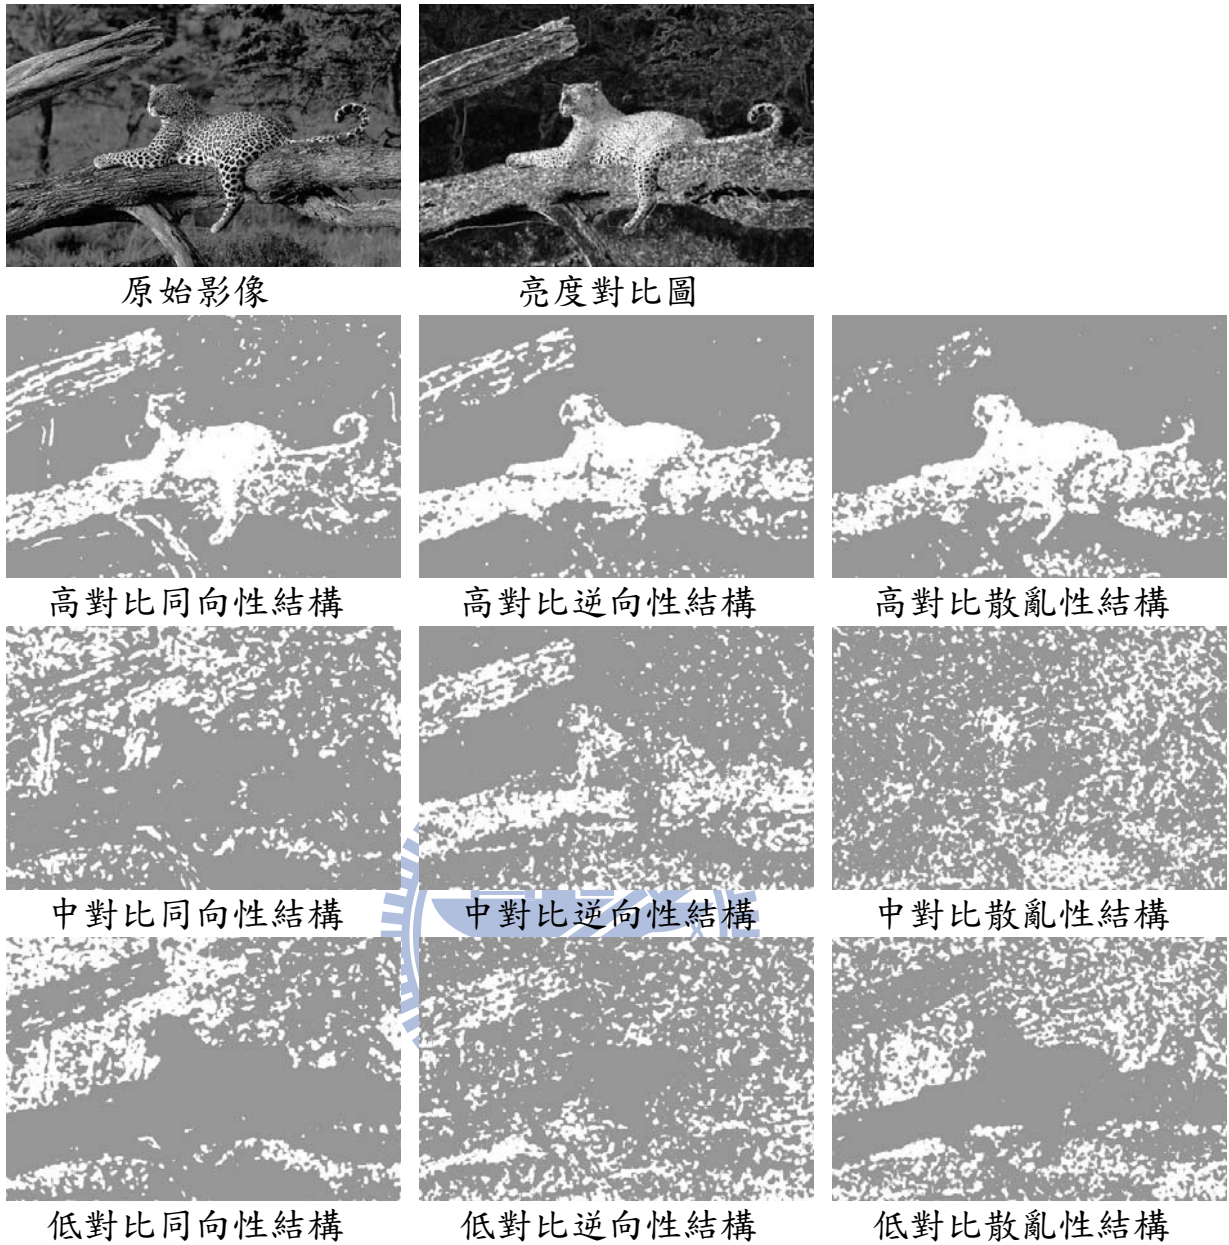 原始影像
亮度對比圖
高對比同向性結構
高對比逆向性結構
高對比散亂性結構
中對比同向性結構
中對比逆向性結構
中對比散亂性結構
低對比同向性結構
低對比逆向性結構
低對比散亂性結構